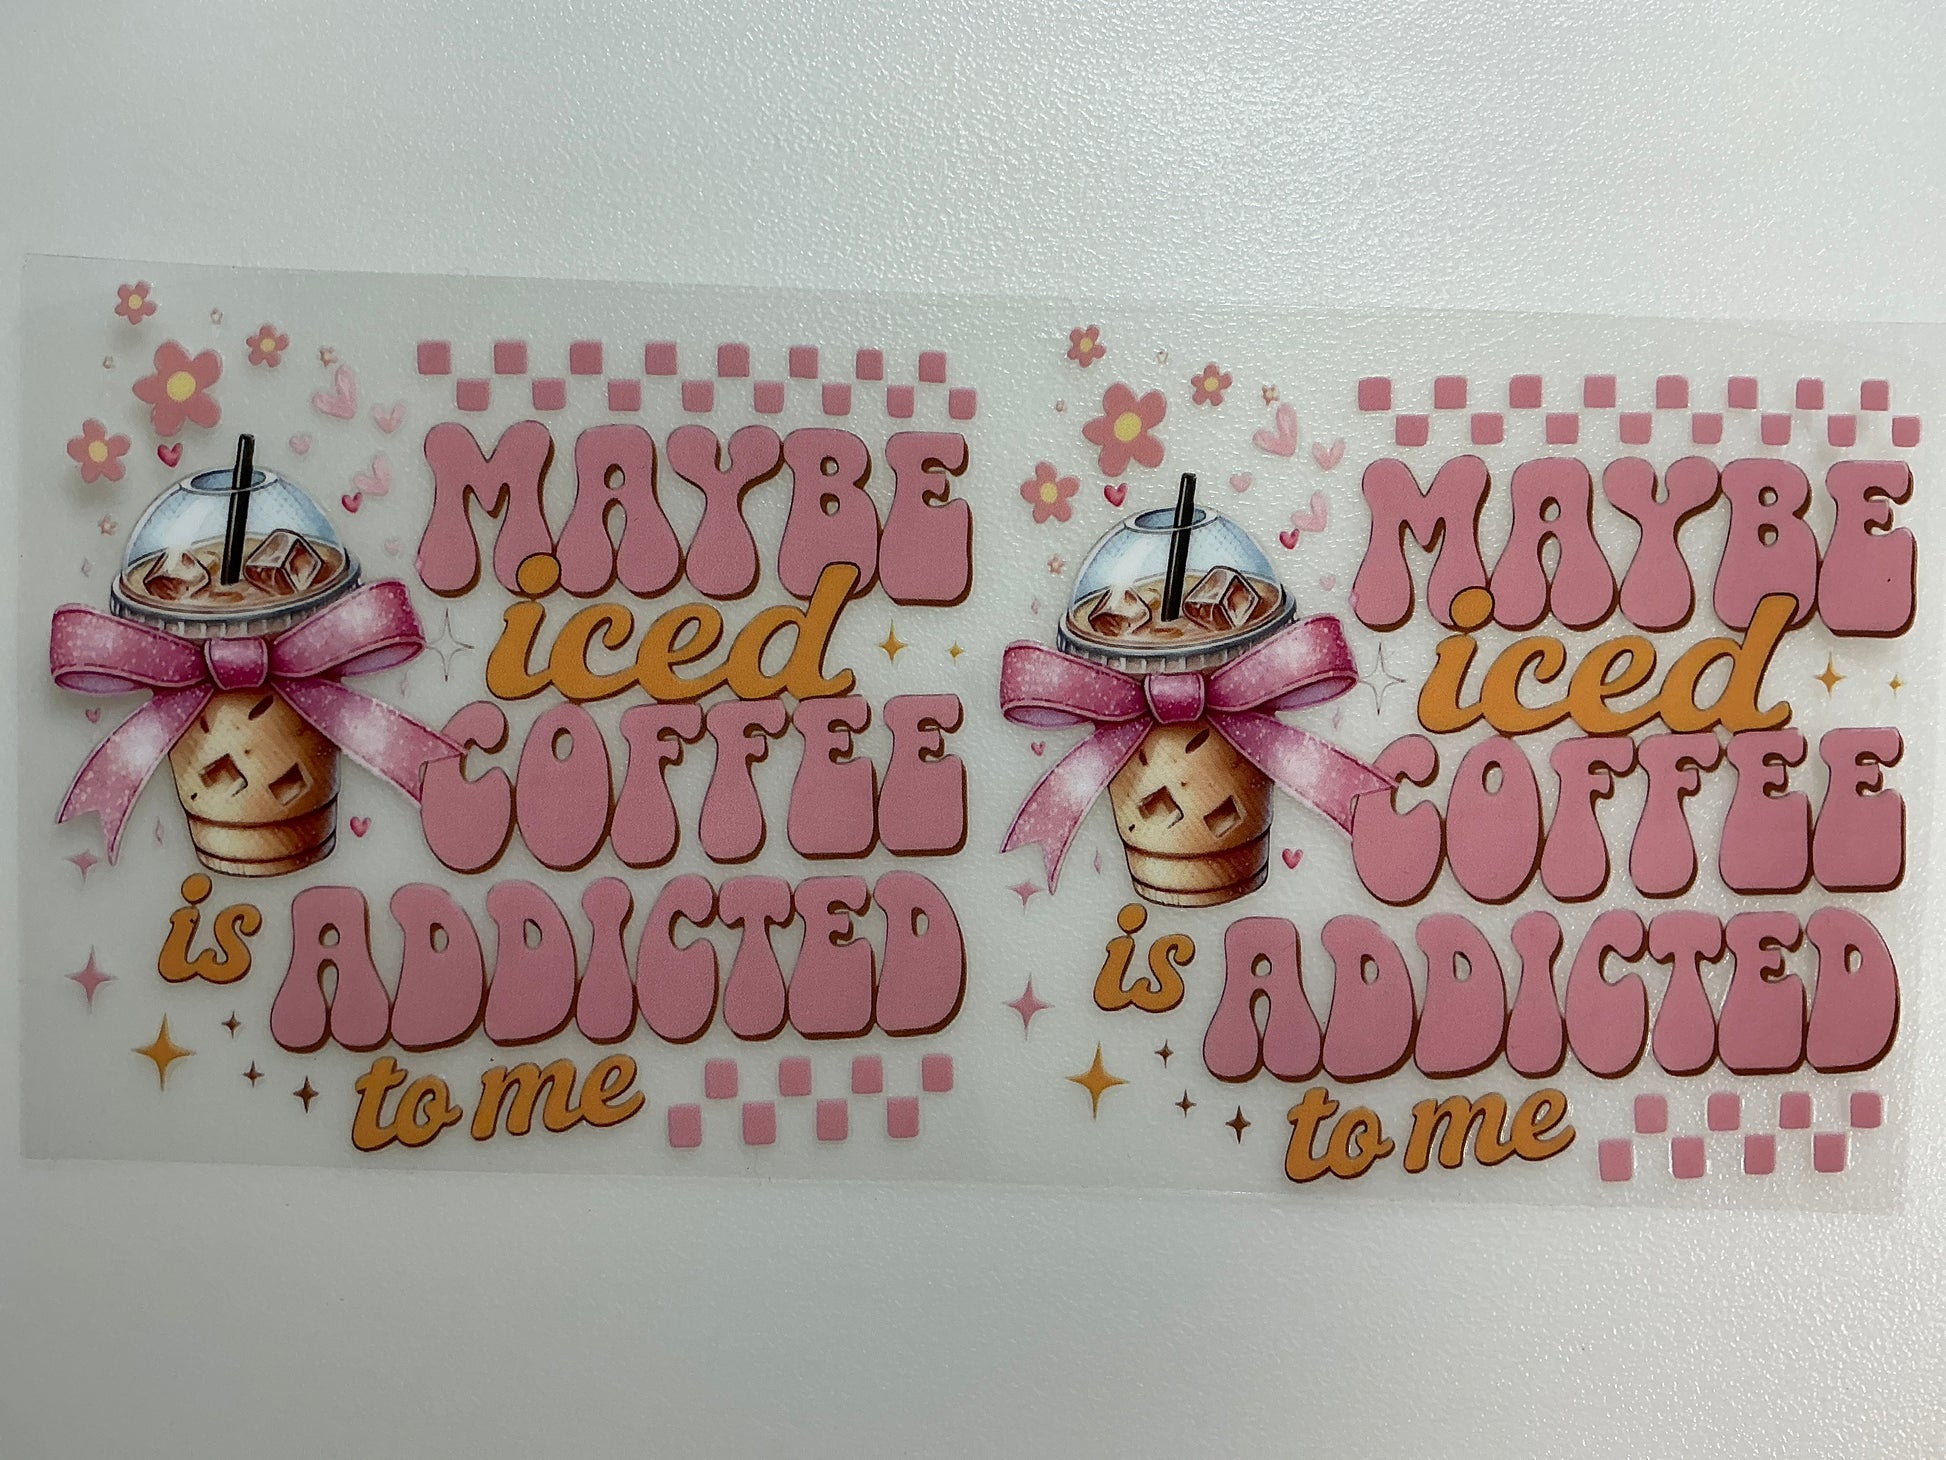 MAYBE
iced
COFFEE
is ADDICTED
to me
MAYBE
iced
COFFEE
is ADDICTED
to me